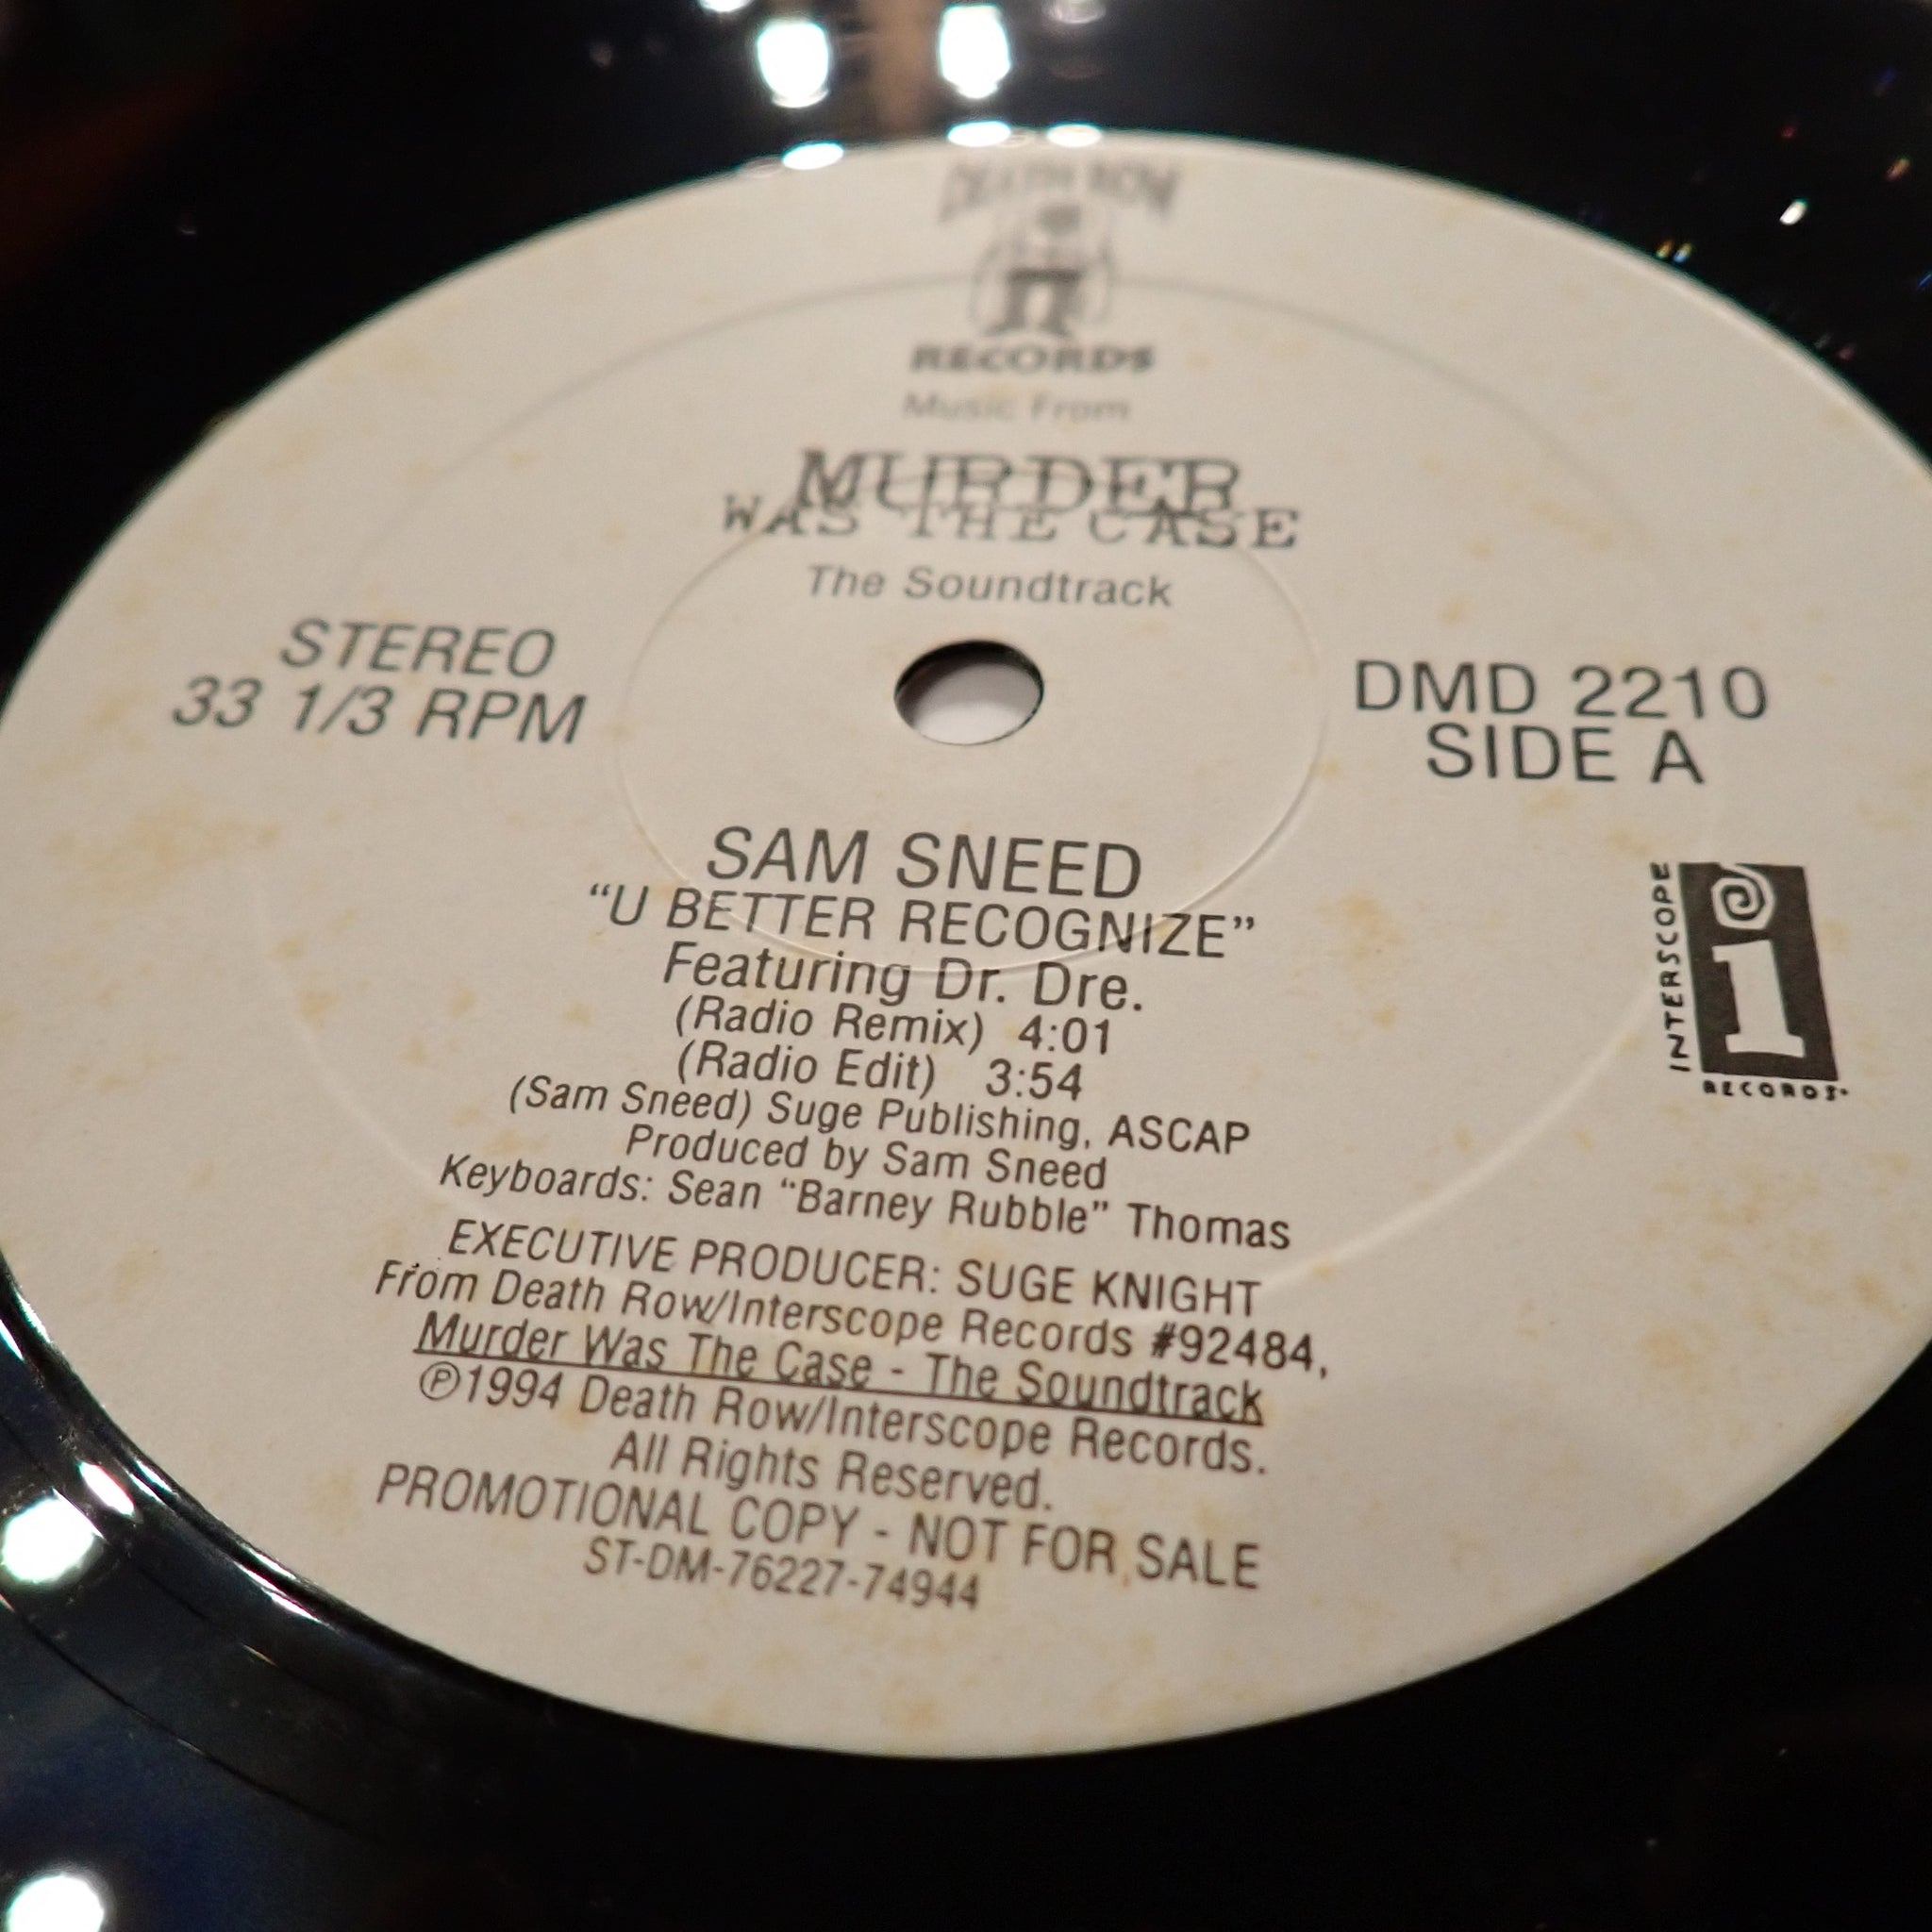 DEATH ROW
RECORDS
Music From
MURDER
WAS THE CASE
The Soundtrack
STEREO
33 1/3 RPM
DMD 2210
SIDE A
SAM SNEED
“U BETTER RECOGNIZE”
Featuring Dr. Dre.
(Radio Remix) 4:01
(Radio Edit) 3:54
(Sam Sneed) Suge Publishing, ASCAP
Produced by Sam Sneed
Keyboards: Sean “Barney Rubble” Thomas
EXECUTIVE PRODUCER: SUGE KNIGHT
From Death Row/Interscope Records #92484,
Murder Was The Case - The Soundtrack
℗1994 Death Row/Interscope Records.
All Rights Reserved.
PROMOTIONAL COPY - NOT FOR SALE
ST-DM-76227-74944
INTERSCOPE
i
RECORDS